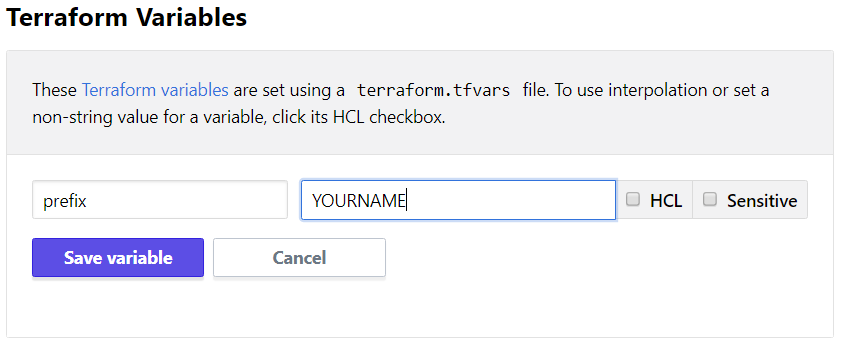 Terraform Variables
These Terraform variables are set using a terraform.tfvars file. To use interpolation or set a
non-string value for a variable, click its HCL checkbox.
prefix YOURNAME HCL Sensitive
Save variable Cancel